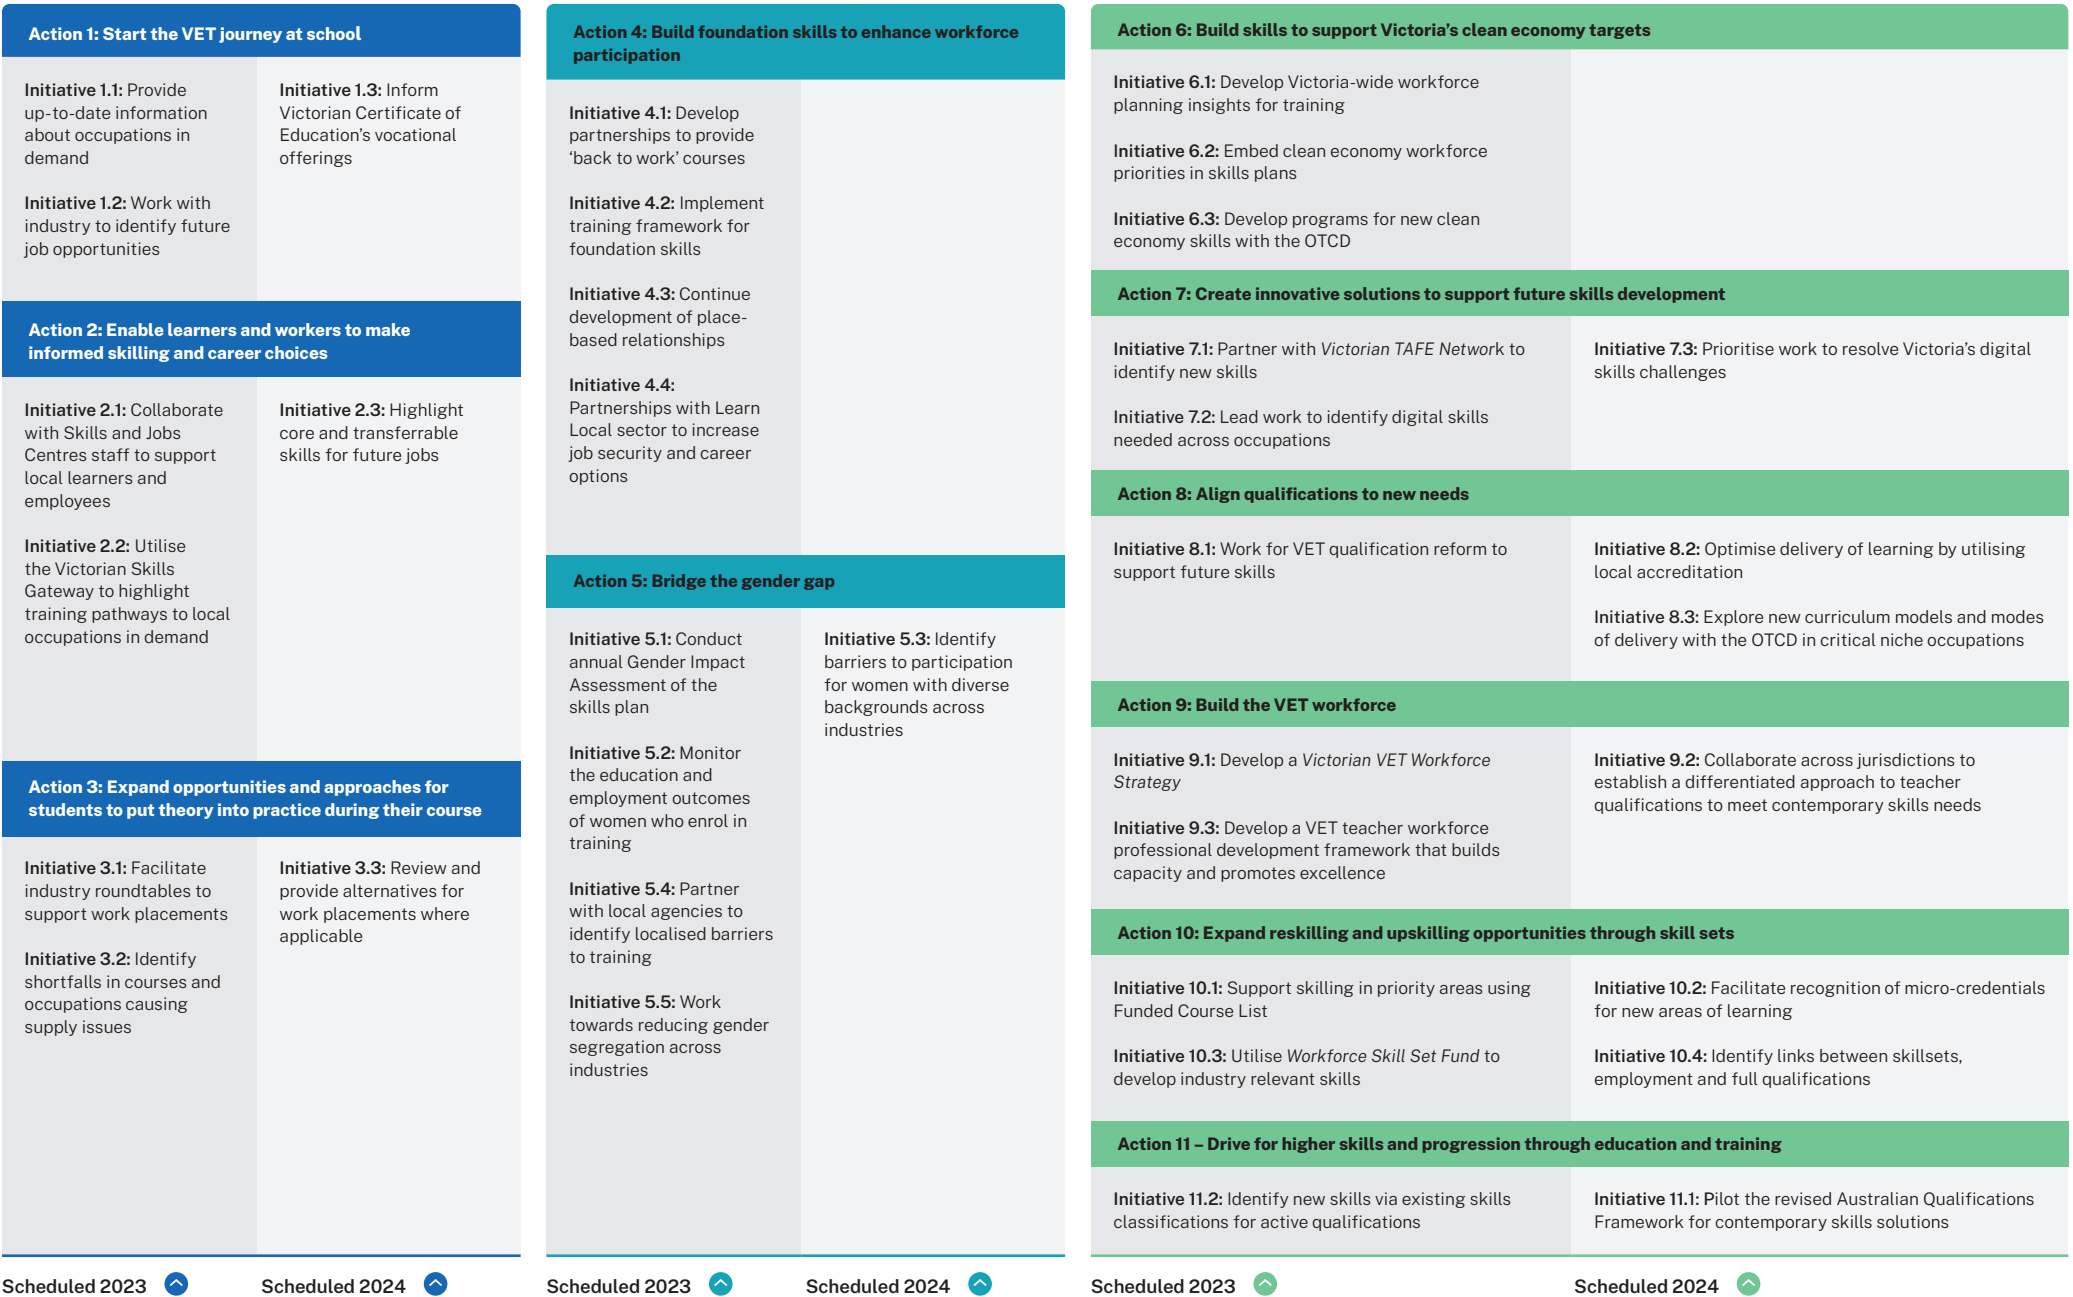 Action 1: Start the VET journey at school
Initiative 1.1: Provide
up-to-date information
about occupations in
demand
Initiative 1.2: Work with
industry to identify future
job opportunities
Initiative 1.3: Inform
Victorian Certificate of
Education's vocational
offerings
Action 2: Enable learners and workers to make
informed skilling and career choices
Initiative 2.1: Collaborate
with Skills and Jobs
Centres staff to support
local learners and
employees
Initiative 2.2: Utilise
the Victorian Skills
Gateway to highlight
training pathways to local
occupations in demand
Initiative 2.3: Highlight
core and transferrable
skills for future jobs
Action 3: Expand opportunities and approaches for
students to put theory into practice during their course
Initiative 3.1: Facilitate
industry roundtables to
support work placements
Initiative 3.2: Identify
shortfalls in courses and
occupations causing
supply issues
Initiative 3.3: Review and
provide alternatives for
work placements where
applicable
Scheduled 2023
Scheduled 2024
Action 4: Build foundation skills to enhance workforce
participation
Initiative 4.1: Develop
partnerships to provide
‘back to work’ courses
Initiative 4.2: Implement
training framework for
foundation skills
Initiative 4.3: Continue
development of place-
based relationships
Initiative 4.4:
Partnerships with Learn
Local sector to increase
job security and career
options
Action 5: Bridge the gender gap
Initiative 5.1: Conduct
annual Gender Impact
Assessment of the
skills plan
Initiative 5.2: Monitor
the education and
employment outcomes
of women who enrol in
training
Initiative 5.4: Partner
with local agencies to
identify localised barriers
to training
Initiative 5.5: Work
towards reducing gender
segregation across
industries
Initiative 5.3: Identify
barriers to participation
for women with diverse
backgrounds across
industries
Scheduled 2023
Scheduled 2024
Action 6: Build skills to support Victoria's clean economy targets
Initiative 6.1: Develop Victoria-wide workforce
planning insights for training
Initiative 6.2: Embed clean economy workforce
priorities in skills plans
Initiative 6.3: Develop programs for new clean
economy skills with the OTCD
Action 7: Create innovative solutions to support future skills development
Initiative 7.1: Partner with Victorian TAFE Network to
identify new skills
Initiative 7.2: Lead work to identify digital skills
needed across occupations
Initiative 7.3: Prioritise work to resolve Victoria's digital
skills challenges
Action 8: Align qualifications to new needs
Initiative 8.1: Work for VET qualification reform to
support future skills
Initiative 8.2: Optimise delivery of learning by utilising
local accreditation
Initiative 8.3: Explore new curriculum models and modes
of delivery with the OTCD in critical niche occupations
Action 9: Build the VET workforce
Initiative 9.1: Develop a Victorian VET Workforce
Strategy
Initiative 9.3: Develop a VET teacher workforce
professional development framework that builds
capacity and promotes excellence
Initiative 9.2: Collaborate across jurisdictions to
establish a differentiated approach to teacher
qualifications to meet contemporary skills needs
Action 10: Expand reskilling and upskilling opportunities through skill sets
Initiative 10.1: Support skilling in priority areas using
Funded Course List
Initiative 10.3: Utilise Workforce Skill Set Fund to
develop industry relevant skills
Initiative 10.2: Facilitate recognition of micro-credentials
for new areas of learning
Initiative 10.4: Identify links between skillsets,
employment and full qualifications
Action 11 – Drive for higher skills and progression through education and training
Initiative 11.2: Identify new skills via existing skills
classifications for active qualifications
Initiative 11.1: Pilot the revised Australian Qualifications
Framework for contemporary skills solutions
Scheduled 2023
Scheduled 2024